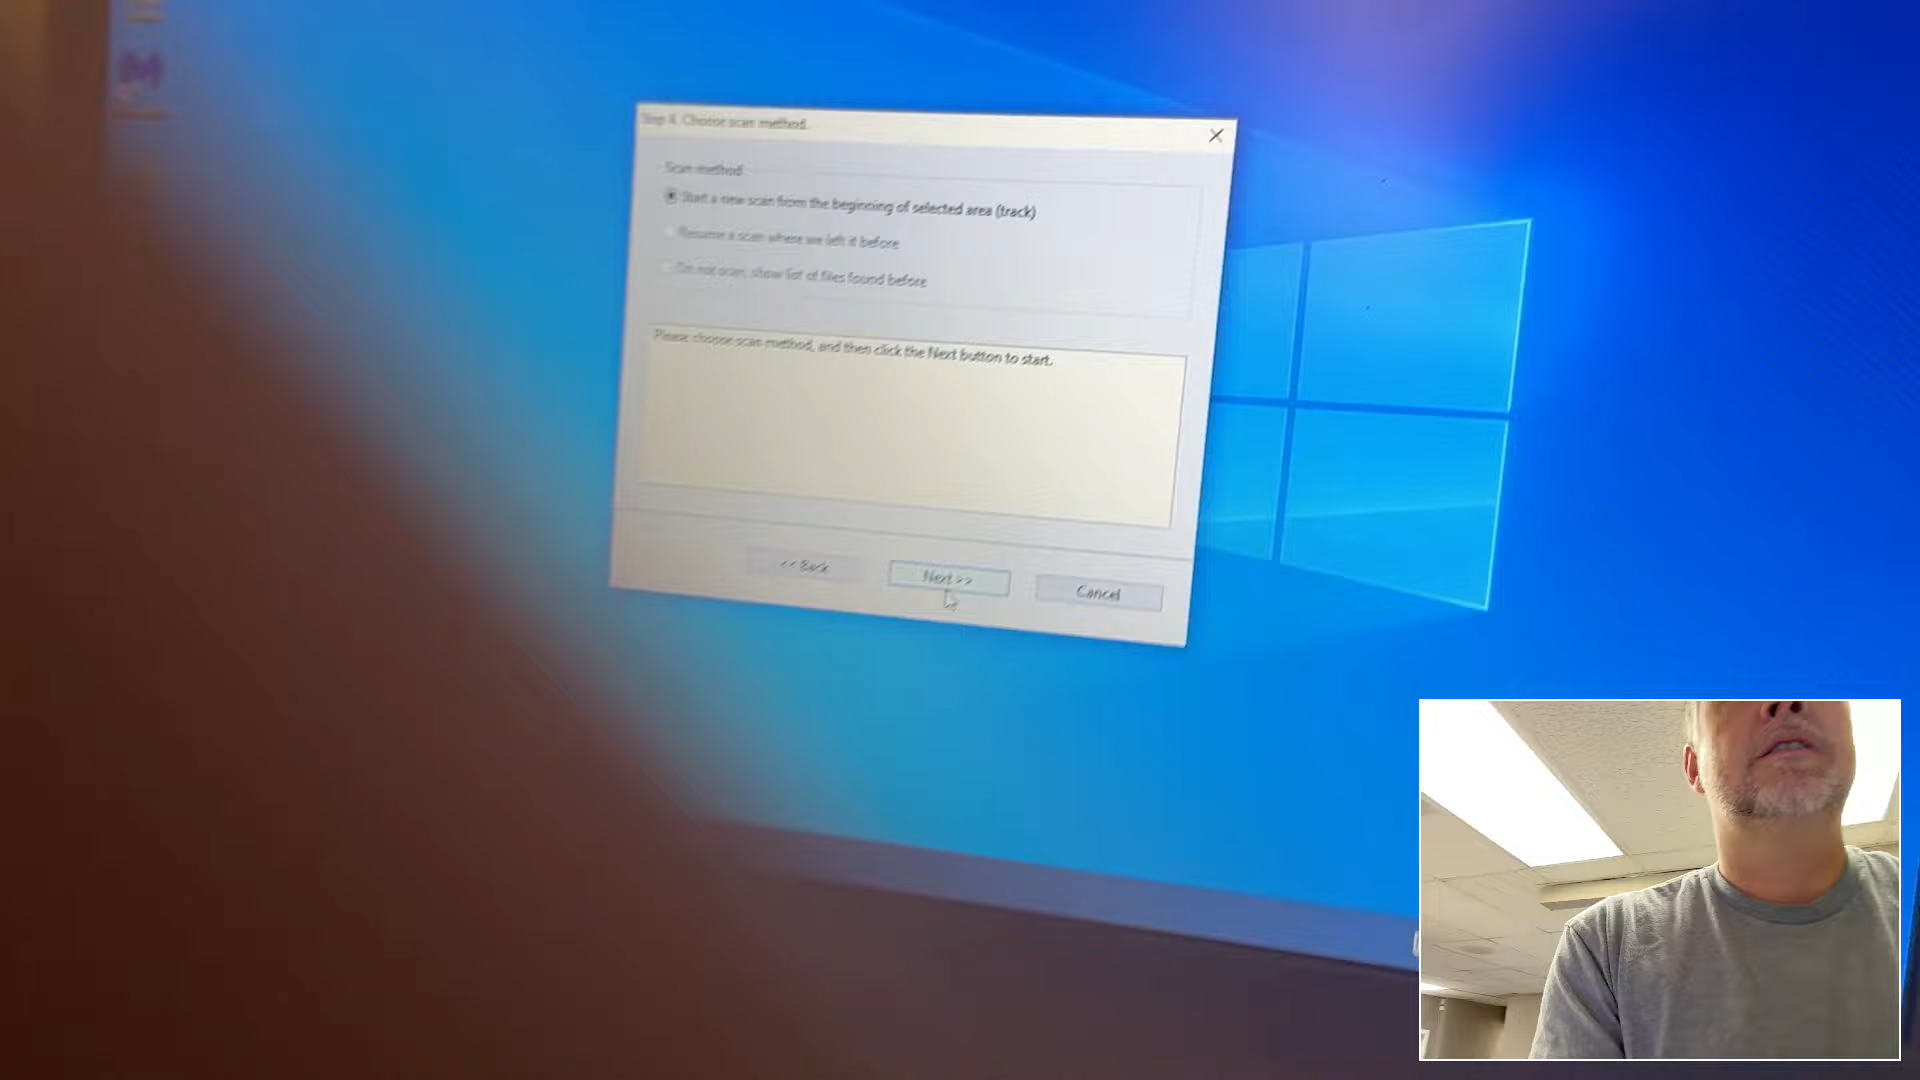 Step 4. Choose scan method.
Scan method
Start a new scan from the beginning of selected area (track)
Resume a scan where we left it before
Do not scan, show list of files found before
Please choose scan method, and then click the Next button to start.
<< Back
Next >>
Cancel